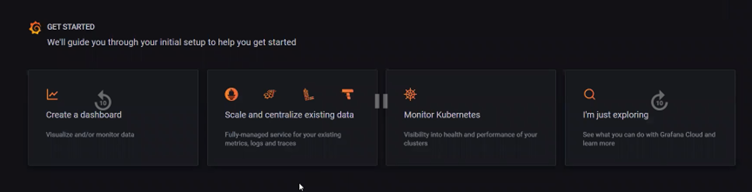 GET STARTED
We'll guide you through your initial setup to help you get started
10
Create a dashboard
Visualize and/or monitor data
Scale and centralize existing data
Fully-managed service for your existing
metrics, logs and traces
Monitor Kubernetes
Visibility into health and performance of your
clusters
10
I'm just exploring
See what you can do with Grafana Cloud and
learn more